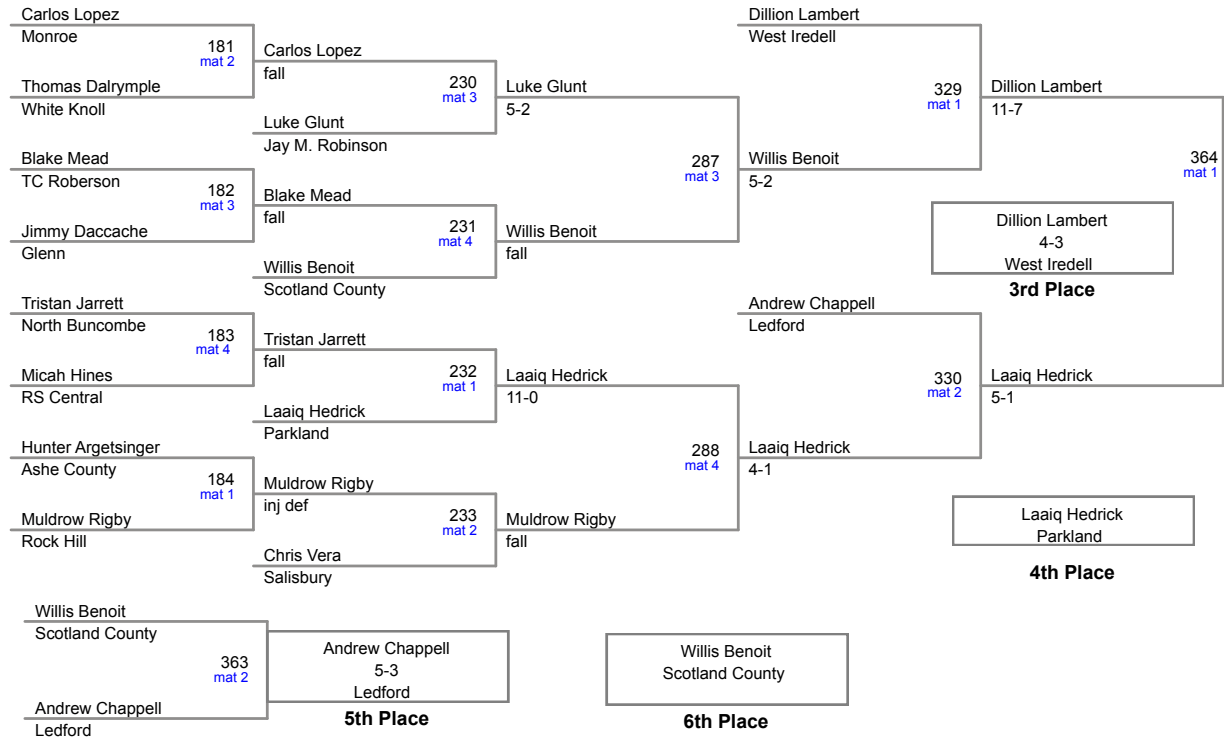 Carlos Lopez
Monroe
181
mat 2
Thomas Dalrymple
White Knoll
Blake Mead
TC Roberson
182
mat 3
Jimmy Daccache
Glenn
Tristan Jarrett
North Buncombe
183
mat 4
Micah Hines
RS Central
Hunter Argetsinger
Ashe County
184
mat 1
Muldrow Rigby
Rock Hill
Carlos Lopez
fall
230
mat 3
Luke Glunt
Jay M. Robinson
Blake Mead
fall
231
mat 4
Willis Benoit
Scotland County
Tristan Jarrett
fall
232
mat 1
Laaiq Hedrick
Parkland
Muldrow Rigby
inj def
233
mat 2
Chris Vera
Salisbury
Luke Glunt
5-2
287
mat 3
Willis Benoit
fall
Laaiq Hedrick
11-0
288
mat 4
Muldrow Rigby
fall
Dillion Lambert
West Iredell
329
mat 1
Willis Benoit
5-2
Andrew Chappell
Ledford
330
mat 2
Laaiq Hedrick
4-1
Dillion Lambert
11-7
364
mat 1
Laaiq Hedrick
5-1
Dillion Lambert
4-3
West Iredell
3rd Place
Laaiq Hedrick
Parkland
4th Place
Willis Benoit
Scotland County
363
mat 2
Andrew Chappell
Ledford
Andrew Chappell
5-3
Ledford
5th Place
Willis Benoit
Scotland County
6th Place